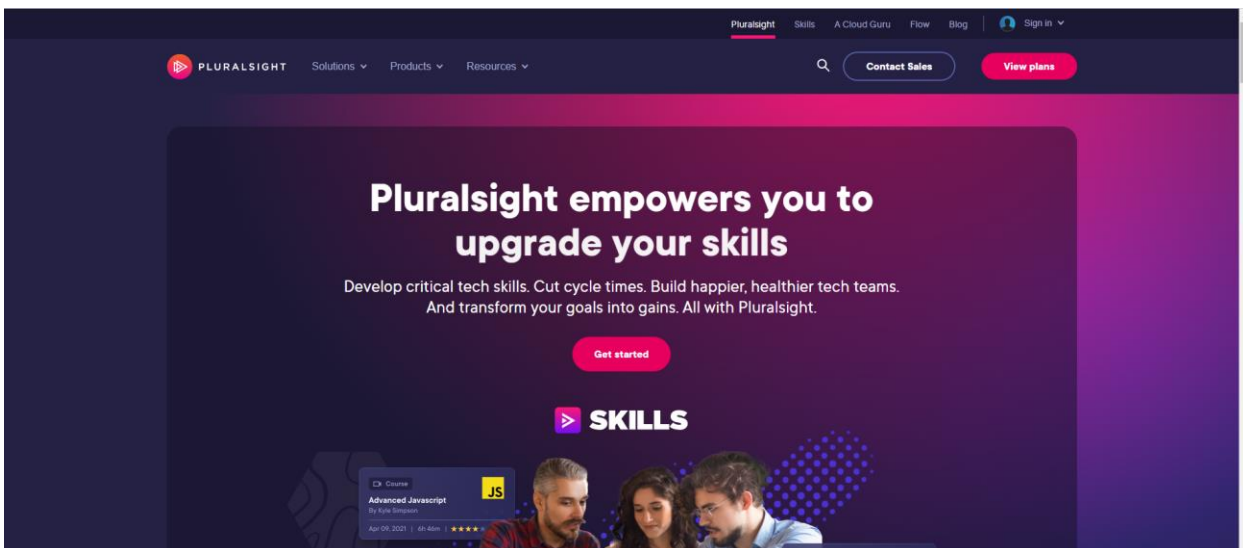 Pluralsight Skills A Cloud Guru Flow Blog Sign in
PLURALSIGHT Solutions Products Resources Contact Sales View plans
Pluralsight empowers you to
upgrade your skills
Develop critical tech skills. Cut cycle times. Build happier, healthier tech teams.
And transform your goals into gains. All with Pluralsight.
Get started
SKILLS
Course
JS
Advanced Javascript
By Kyle Simpson
Apr 09, 2021 | 6h 46m |